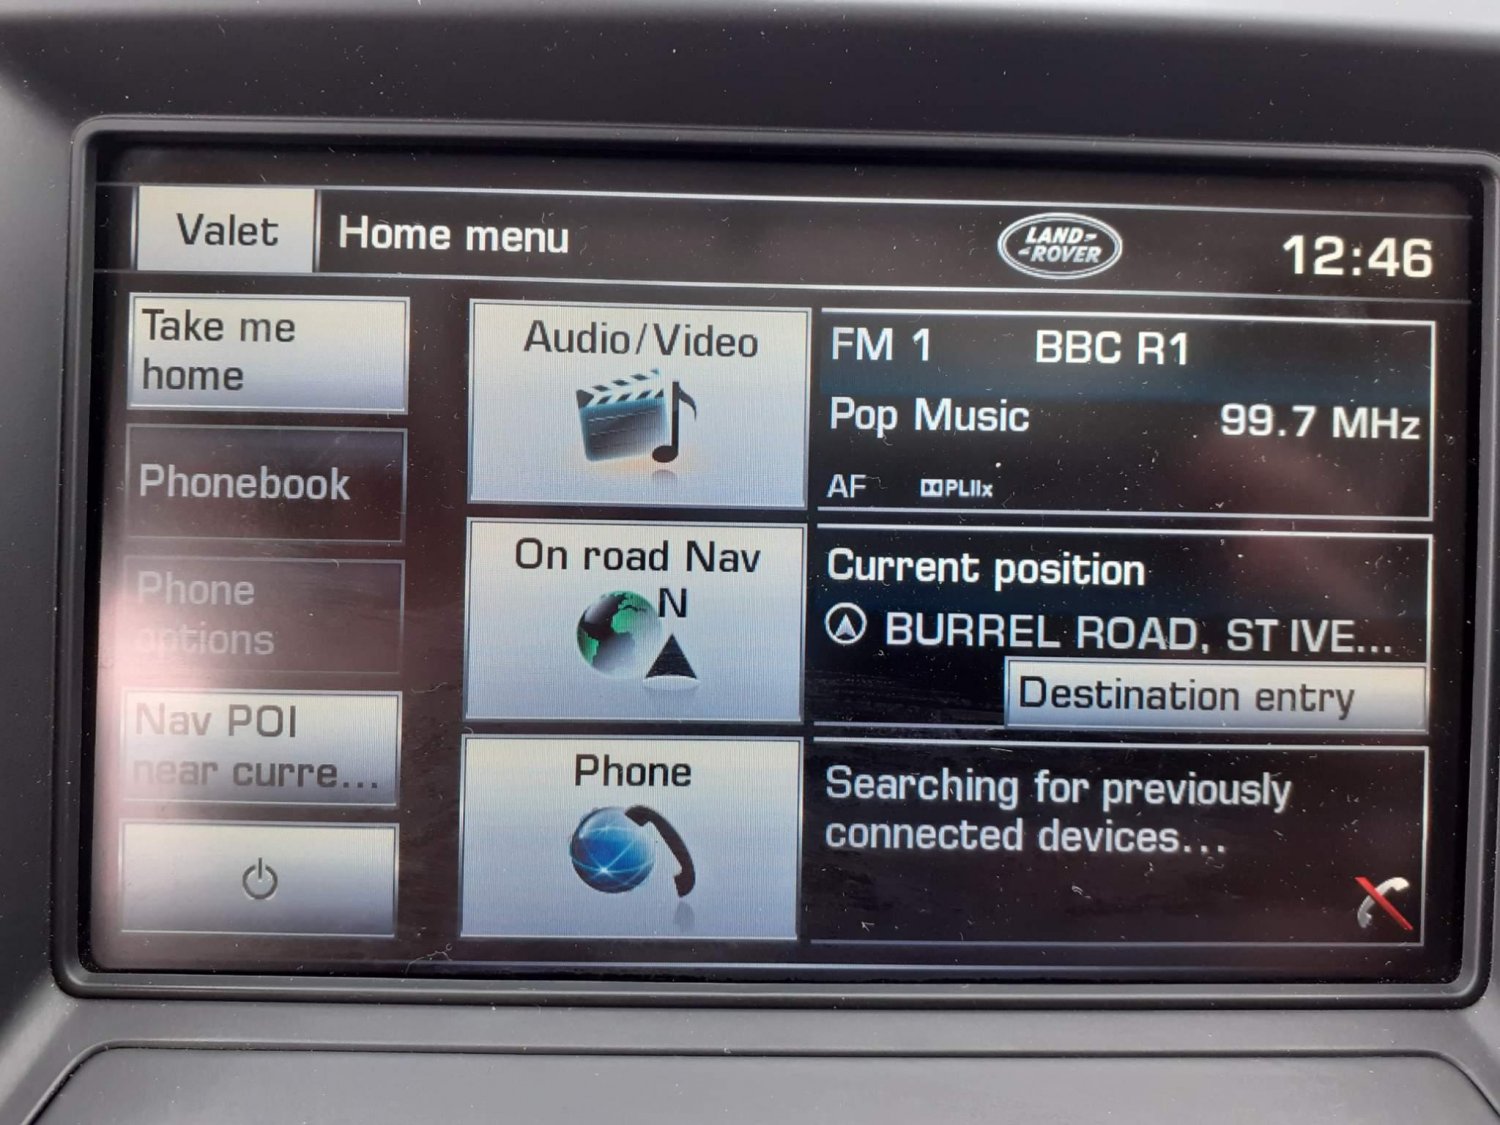 Valet
Home menu
LAND-
-ROVER
12:46
Take me
home
Phonebook
Phone
options
Nav POI
near curre...
Audio/Video
On road Nav
N
Phone
FM 1 BBC R1
Pop Music 99.7 MHz
AF PLIIx
Current position
BURREL ROAD, ST IVE...
Destination entry
Searching for previously
connected devices...